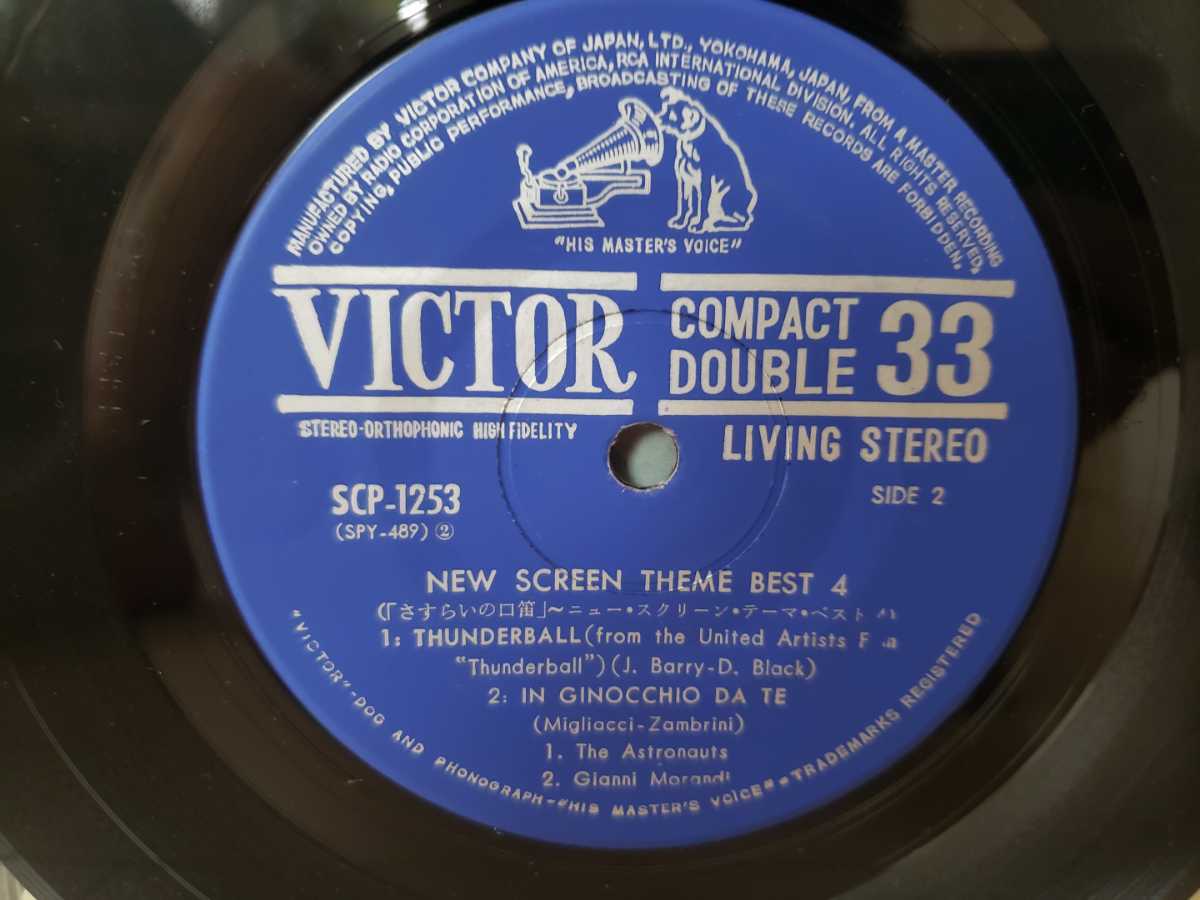 MANUFACTURED BY VICTOR COMPANY OF JAPAN, LTD., YOKOHAMA, JAPAN, FROM A MASTER RECORDING
OWNED BY RADIO CORPORATION OF AMERICA, RCA INTERNATIONAL DIVISION. ALL RIGHTS RESERVED,
COPYING, PUBLIC PERFORMANCE, BROADCASTING OF THESE RECORDS ARE FORBIDDEN.
"HIS MASTER'S VOICE"
VICTOR
COMPACT
DOUBLE 33
STEREO-ORTHOPHONIC HIGH FIDELITY
LIVING STEREO
SCP-1253
SIDE 2
(SPY-489) ②
NEW SCREEN THEME BEST 4
(「さすらいの口笛」~ニュー・スクリーン・テーマ・ベスト
1: THUNDERBALL (from the United Artists
"Thunderball") (J. Barry-D. Black)
2: IN GINOCCHIO DA TE
(Migliacci-Zambrini)
1. The Astronauts
2. Gianni Morandi
"VICTOR"-DOG AND PHONOGRAPH-"HIS MASTER'S VOICE"•TRADEMARKS REGISTERED